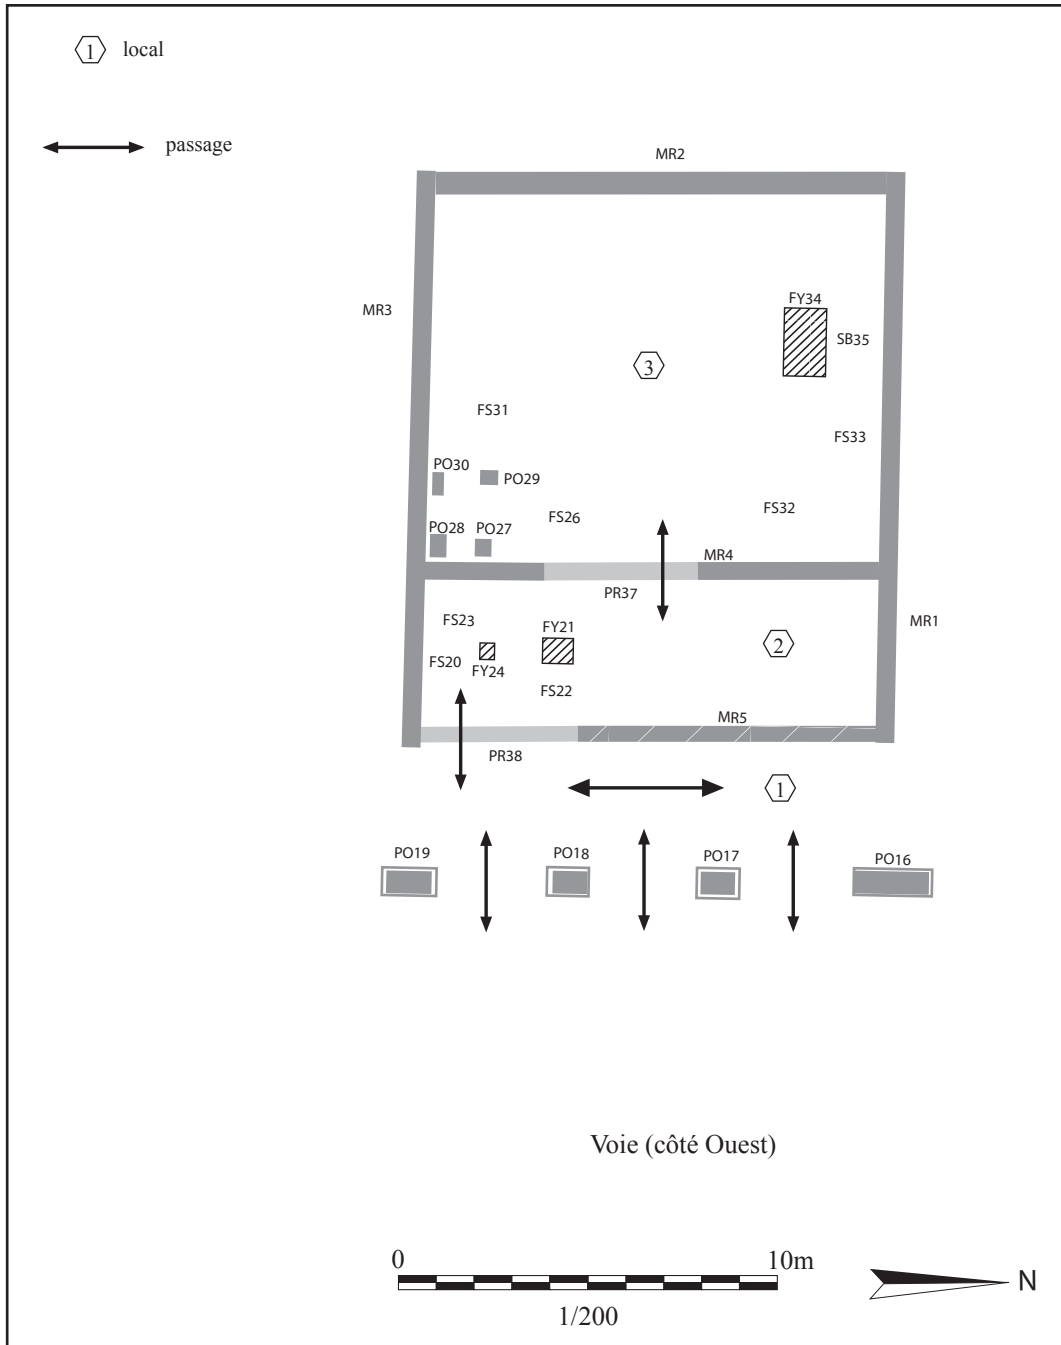 1 local
passage
MR2
MR3
FY34
SB35
3
FS31
FS33
PO30
PO29
FS32
FS26
PO28
PO27
MR4
PR37
FS23
FY21
MR1
2
FS20
FY24
FS22
MR5
PR38
1
PO19
PO18
PO17
PO16
Voie (côté Ouest)
0 10m
N
1/200